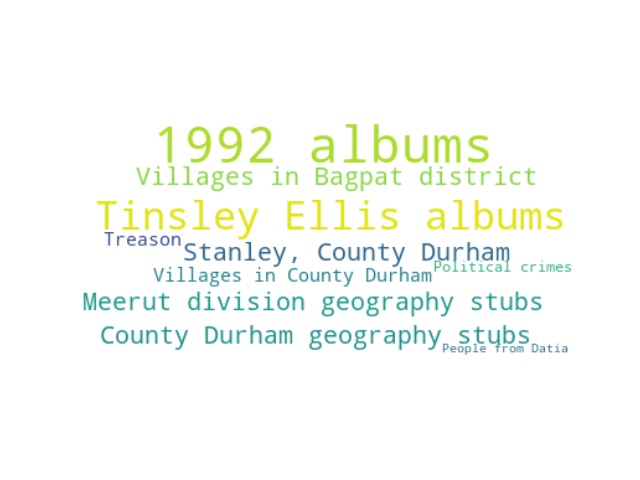 1992 albums
Villages in Bagpat district
Tinsley Ellis albums
Treason
Stanley, County Durham
Political crimes
Villages in County Durham
Meerut division geography stubs
County Durham geography stubs
People from Datia